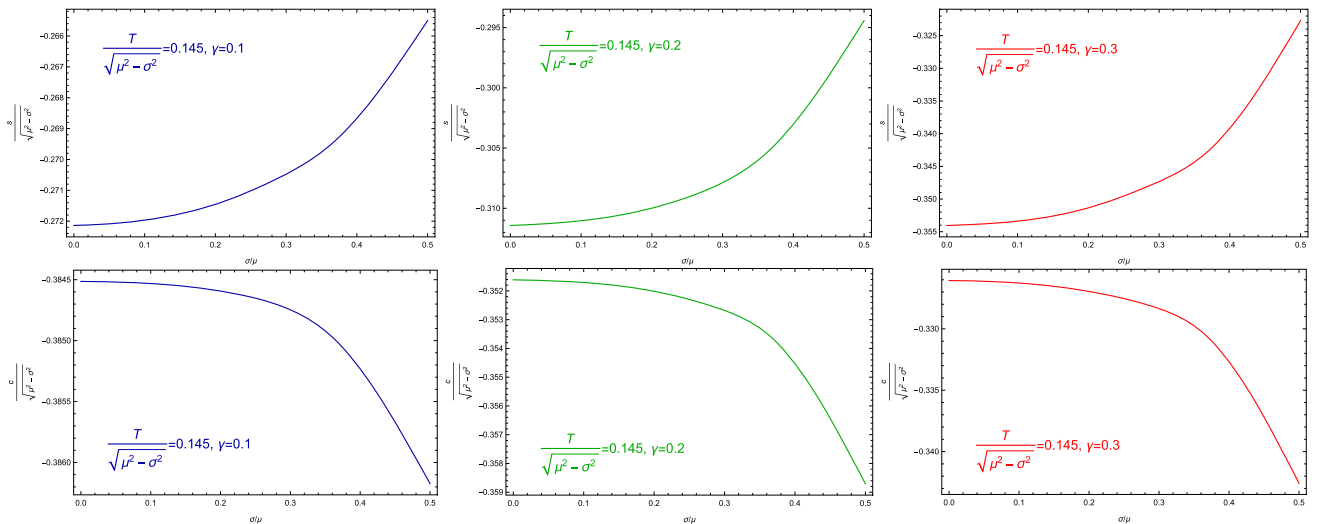 T/√(μ² − σ²) =0.145, γ=0.1
-0.266
-0.267
-0.268
-0.269
-0.270
-0.271
-0.272
s/√(μ² − σ²)
0.0 0.1 0.2 0.3 0.4 0.5
σ/μ
T/√(μ² − σ²) =0.145, γ=0.2
-0.295
-0.300
-0.305
-0.310
s/√(μ² − σ²)
0.0 0.1 0.2 0.3 0.4 0.5
σ/μ
T/√(μ² − σ²) =0.145, γ=0.3
-0.325
-0.330
-0.335
-0.340
-0.345
-0.350
-0.355
s/√(μ² − σ²)
0.0 0.1 0.2 0.3 0.4 0.5
σ/μ
-0.3845
-0.3850
-0.3855
-0.3860
c/√(μ² − σ²)
T/√(μ² − σ²) =0.145, γ=0.1
0.0 0.1 0.2 0.3 0.4 0.5
σ/μ
-0.352
-0.353
-0.354
-0.355
-0.356
-0.357
-0.358
-0.359
c/√(μ² − σ²)
T/√(μ² − σ²) =0.145, γ=0.2
0.0 0.1 0.2 0.3 0.4 0.5
σ/μ
-0.330
-0.335
-0.340
c/√(μ² − σ²)
T/√(μ² − σ²) =0.145, γ=0.3
0.0 0.1 0.2 0.3 0.4 0.5
σ/μ